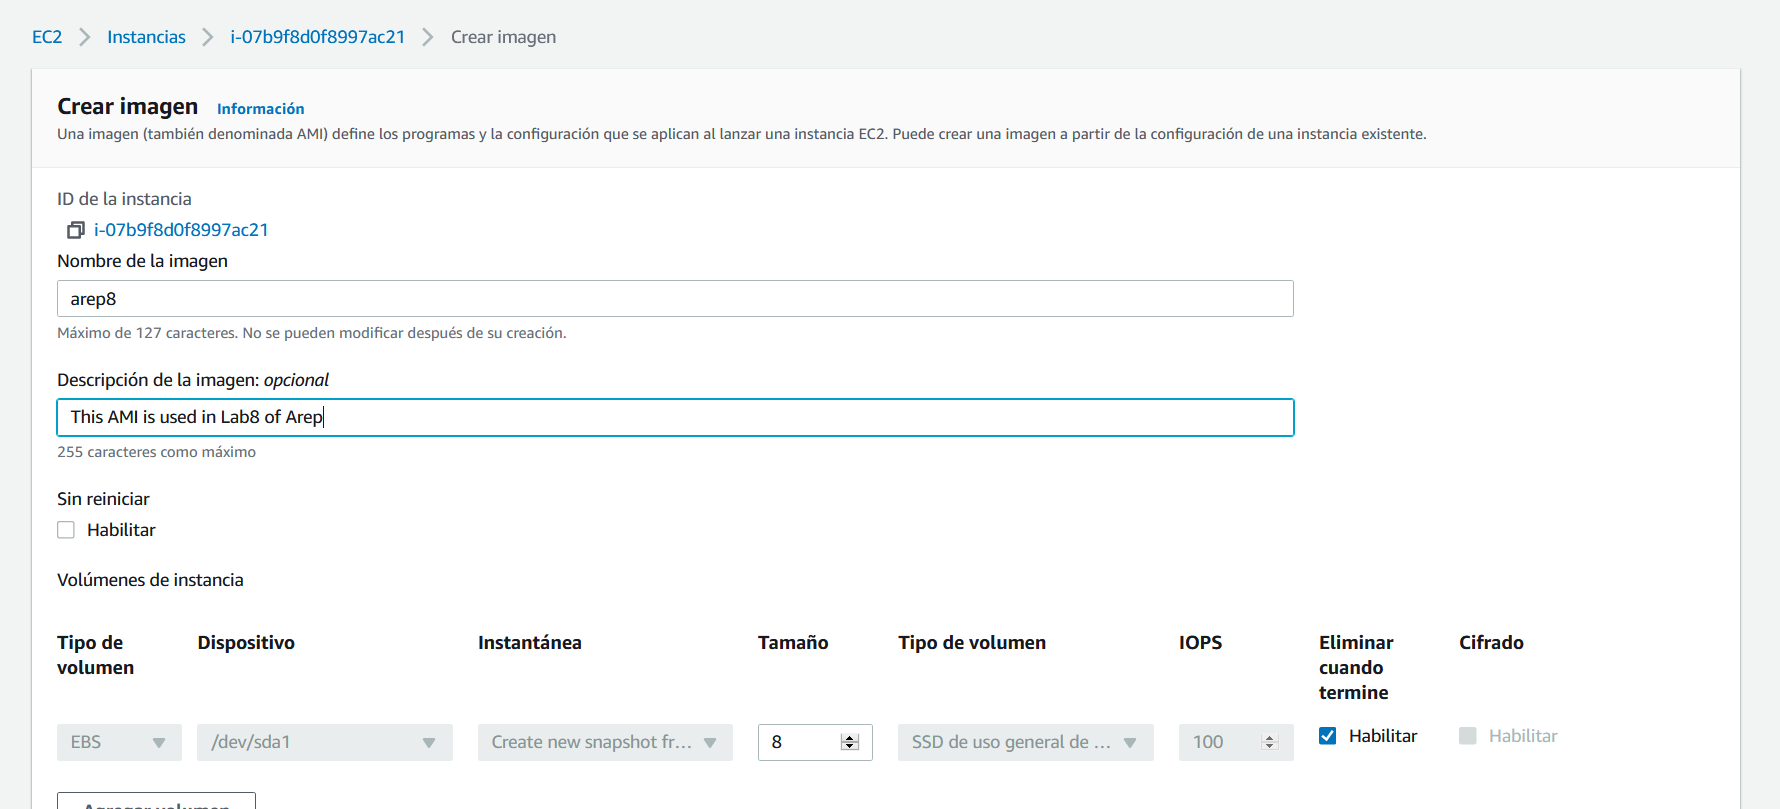 EC2 > Instancias > i-07b9f8d0f8997ac21 > Crear imagen
Crear imagen Información
Una imagen (también denominada AMI) define los programas y la configuración que se aplican al lanzar una instancia EC2. Puede crear una imagen a partir de la configuración de una instancia existente.
ID de la instancia
i-07b9f8d0f8997ac21
Nombre de la imagen
arep8
Máximo de 127 caracteres. No se pueden modificar después de su creación.
Descripción de la imagen: opcional
This AMI is used in Lab8 of Arep
255 caracteres como máximo
Sin reiniciar
Habilitar
Volúmenes de instancia
Tipo de volumen Dispositivo Instantánea Tamaño Tipo de volumen IOPS Eliminar cuando termine Cifrado
EBS /dev/sda1 Create new snapshot fr... 8 SSD de uso general de ... 100 Habilitar Habilitar
Agregar volumen